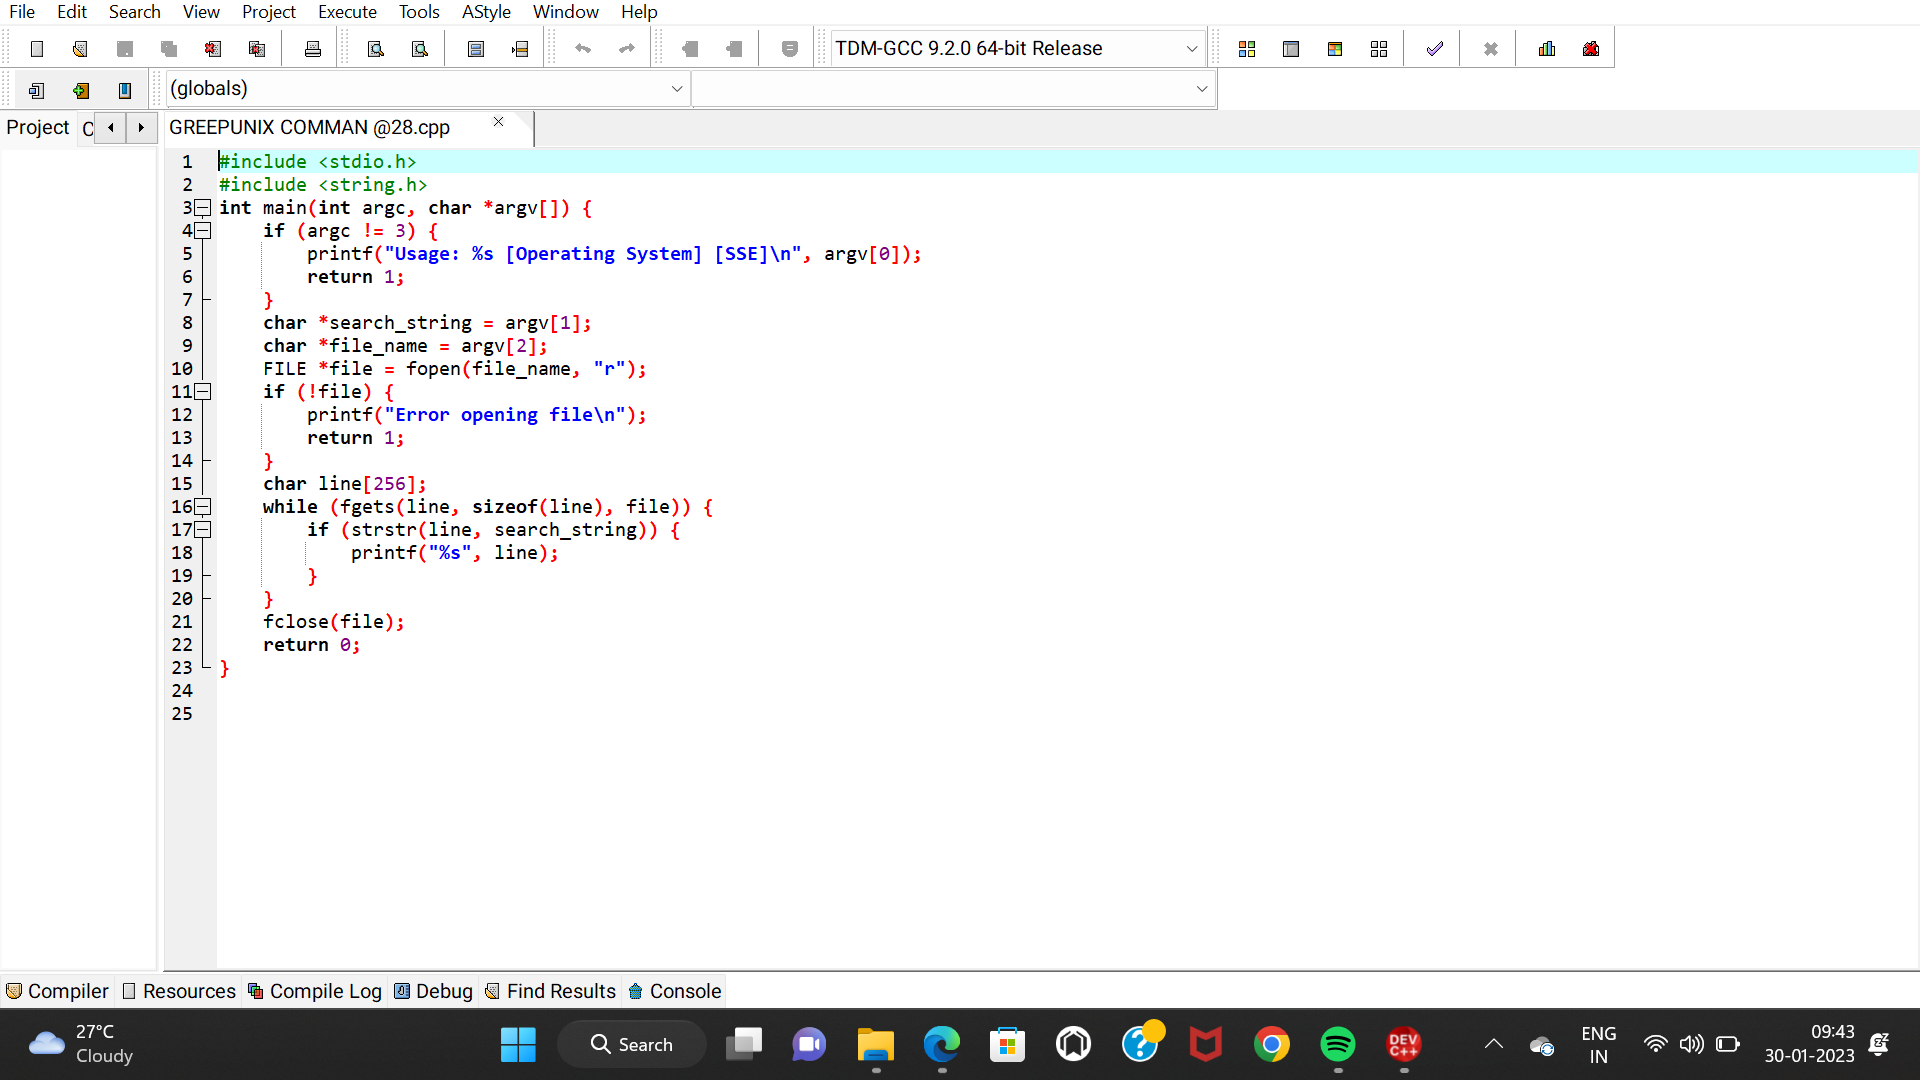 File Edit Search View Project Execute Tools AStyle Window Help
TDM-GCC 9.2.0 64-bit Release
(globals)
Project C GREEPUNIX COMMAN @28.cpp
1 #include <stdio.h>
2 #include <string.h>
3 int main(int argc, char *argv[]) {
4 if (argc != 3) {
5 printf("Usage: %s [Operating System] [SSE]\n", argv[0]);
6 return 1;
7 }
8 char *search_string = argv[1];
9 char *file_name = argv[2];
10 FILE *file = fopen(file_name, "r");
11 if (!file) {
12 printf("Error opening file\n");
13 return 1;
14 }
15 char line[256];
16 while (fgets(line, sizeof(line), file)) {
17 if (strstr(line, search_string)) {
18 printf("%s", line);
19 }
20 }
21 fclose(file);
22 return 0;
23 }
24
25
Compiler Resources Compile Log Debug Find Results Console
27°C
Cloudy
Search
DEV
C++
ENG
IN
09:43
30-01-2023